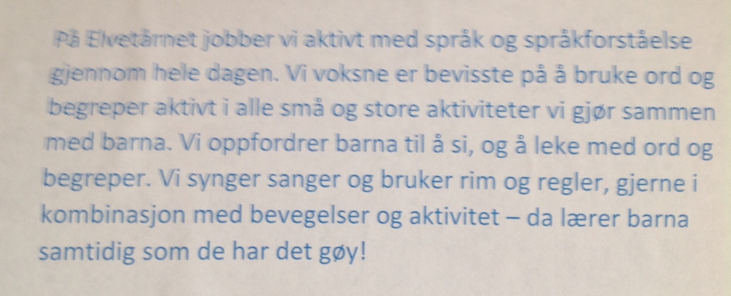 På Elvetårnet jobber vi aktivt med språk og språkforståelse
gjennom hele dagen. Vi voksne er bevisste på å bruke ord og
begreper aktivt i alle små og store aktiviteter vi gjør sammen
med barna. Vi oppfordrer barna til å si, og å leke med ord og
begreper. Vi synger sanger og bruker rim og regler, gjerne i
kombinasjon med bevegelser og aktivitet – da lærer barna
samtidig som de har det gøy!